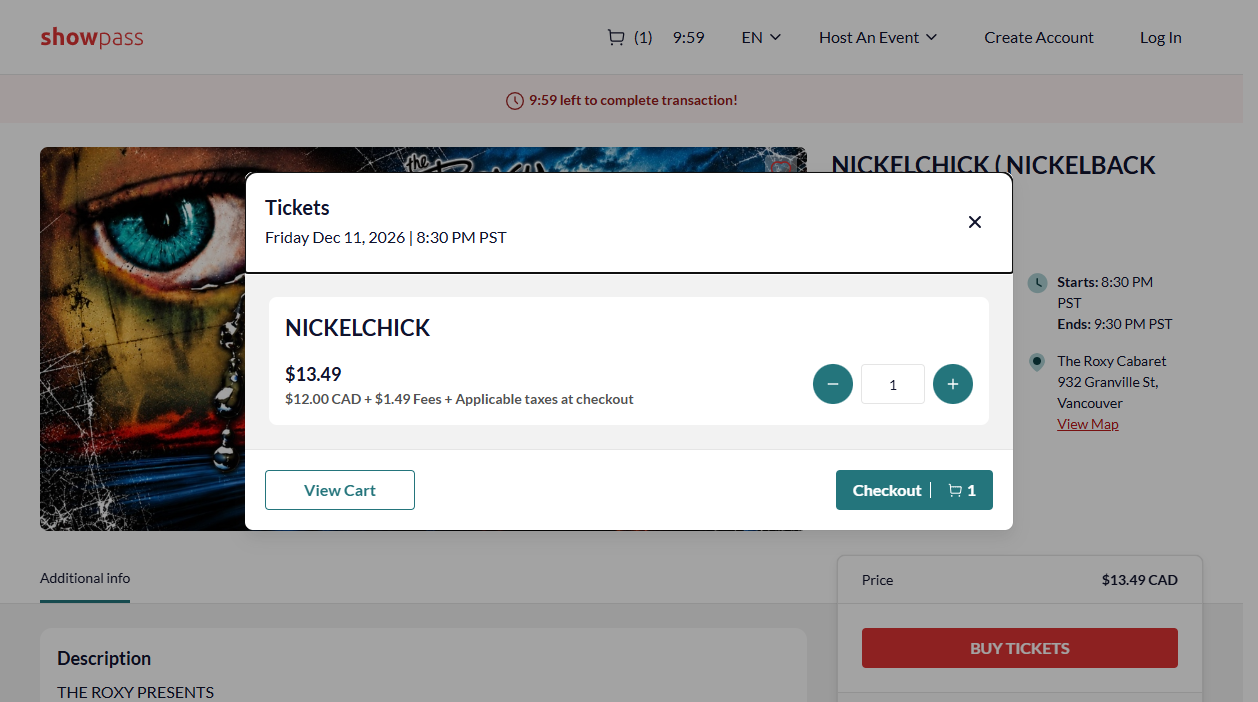 showpass
(1) 9:59 EN Host An Event Create Account Log In
9:59 left to complete transaction!
the
NICKELCHICK ( NICKELBACK
Tickets
Friday Dec 11, 2026 | 8:30 PM PST
Starts: 8:30 PM
PST
Ends: 9:30 PM PST
The Roxy Cabaret
932 Granville St,
Vancouver
View Map
NICKELCHICK
$13.49
$12.00 CAD + $1.49 Fees + Applicable taxes at checkout
1
View Cart
Checkout 1
Additional info
Price $13.49 CAD
BUY TICKETS
Description
THE ROXY PRESENTS